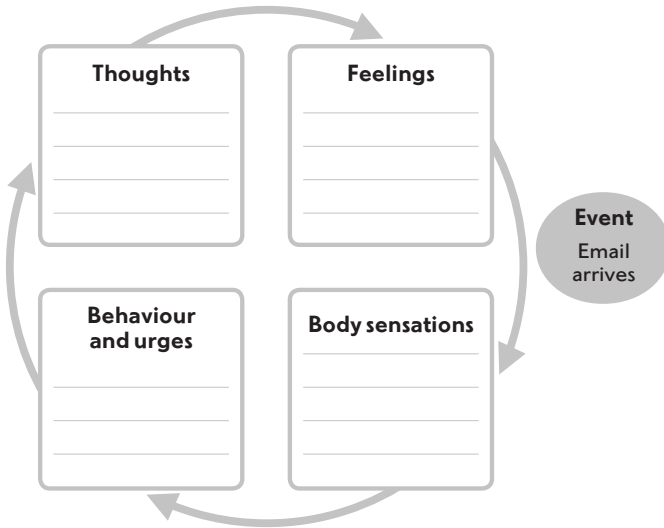 Thoughts
Feelings
Event
Email
arrives
Behaviour
and urges
Body sensations